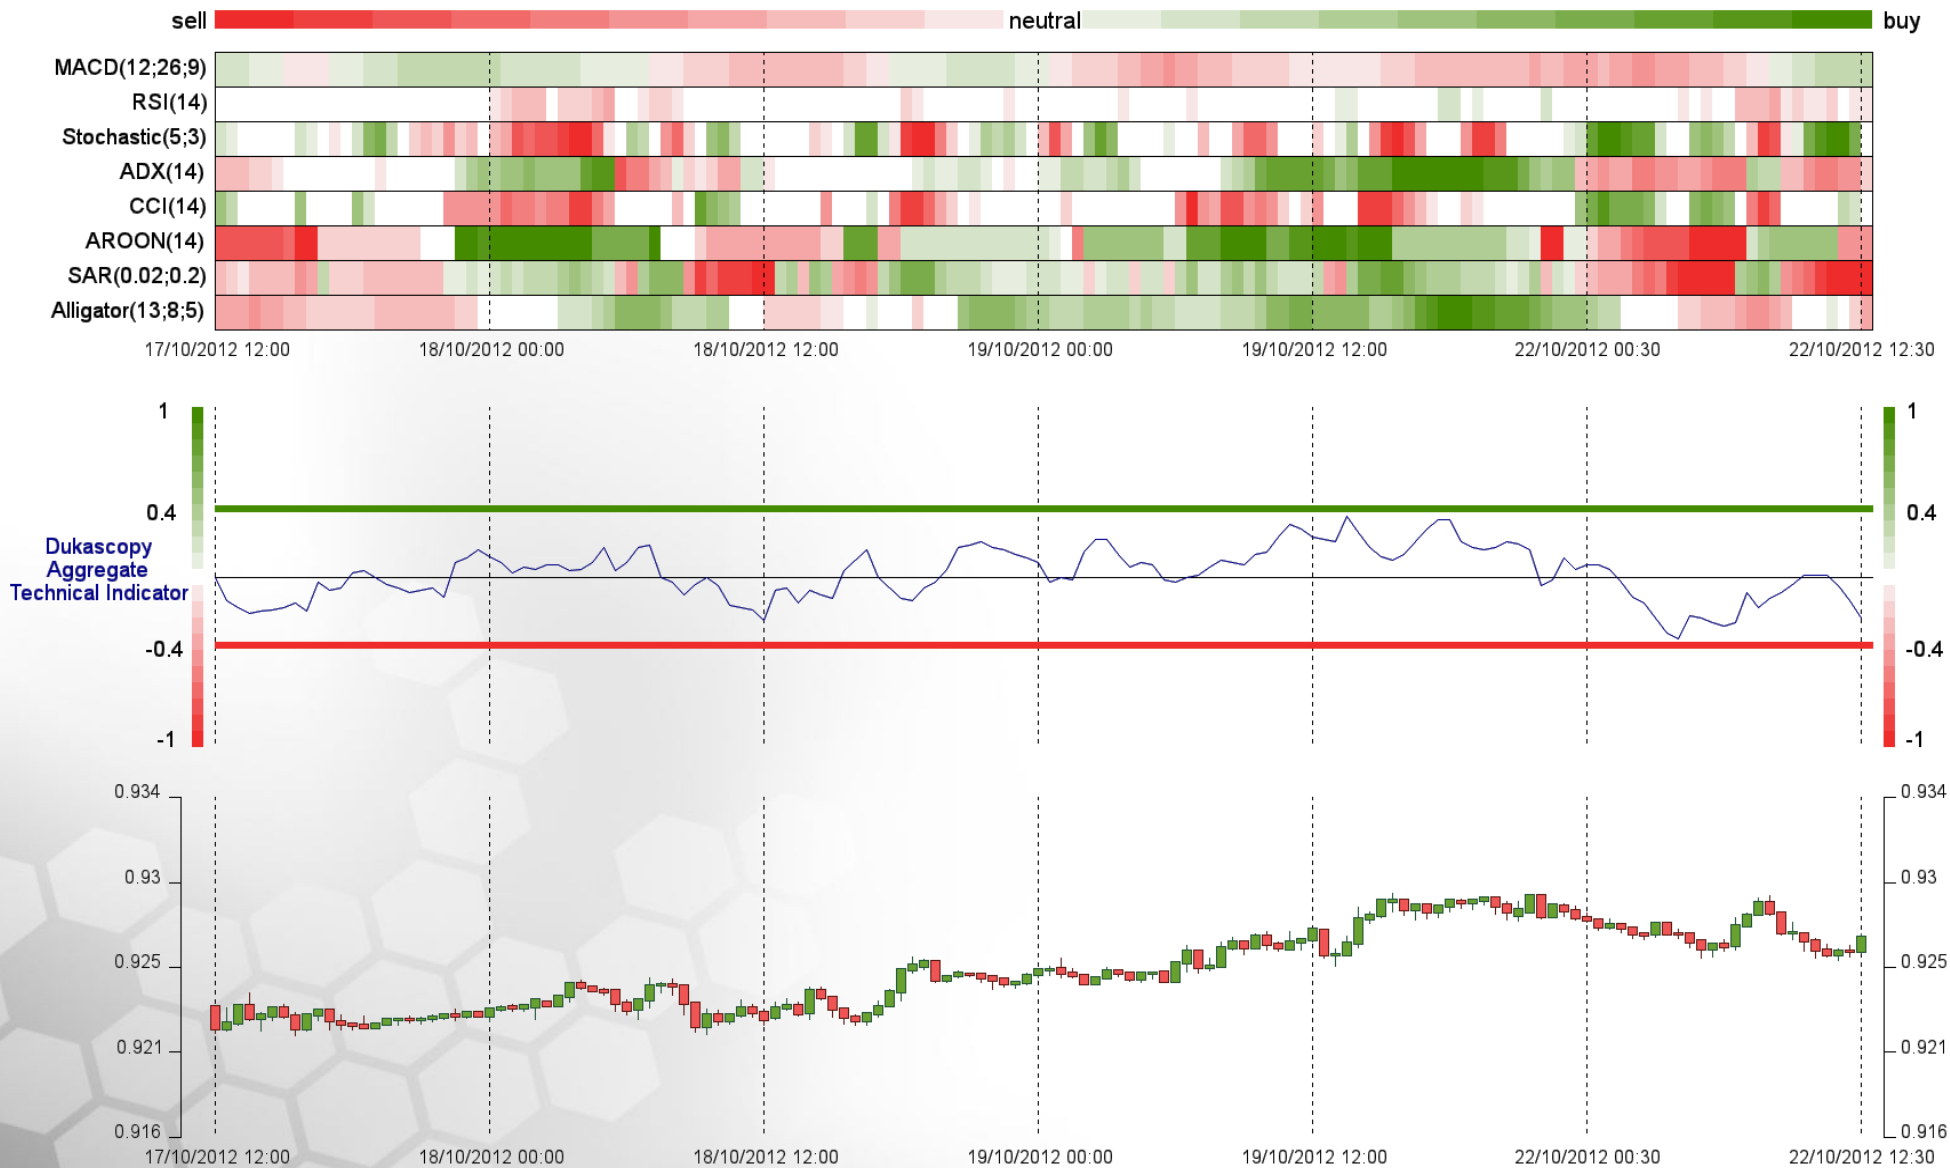 sell neutral buy
MACD(12;26;9)
RSI(14)
Stochastic(5;3)
ADX(14)
CCI(14)
AROON(14)
SAR(0.02;0.2)
Alligator(13;8;5)
17/10/2012 12:00 18/10/2012 00:00 18/10/2012 12:00 19/10/2012 00:00 19/10/2012 12:00 22/10/2012 00:30 22/10/2012 12:30
1 1
0.4 0.4
Dukascopy
Aggregate
Technical Indicator
-0.4 -0.4
-1 -1
0.934 0.934
0.93 0.93
0.925 0.925
0.921 0.921
0.916 0.916
17/10/2012 12:00 18/10/2012 00:00 18/10/2012 12:00 19/10/2012 00:00 19/10/2012 12:00 22/10/2012 00:30 22/10/2012 12:30